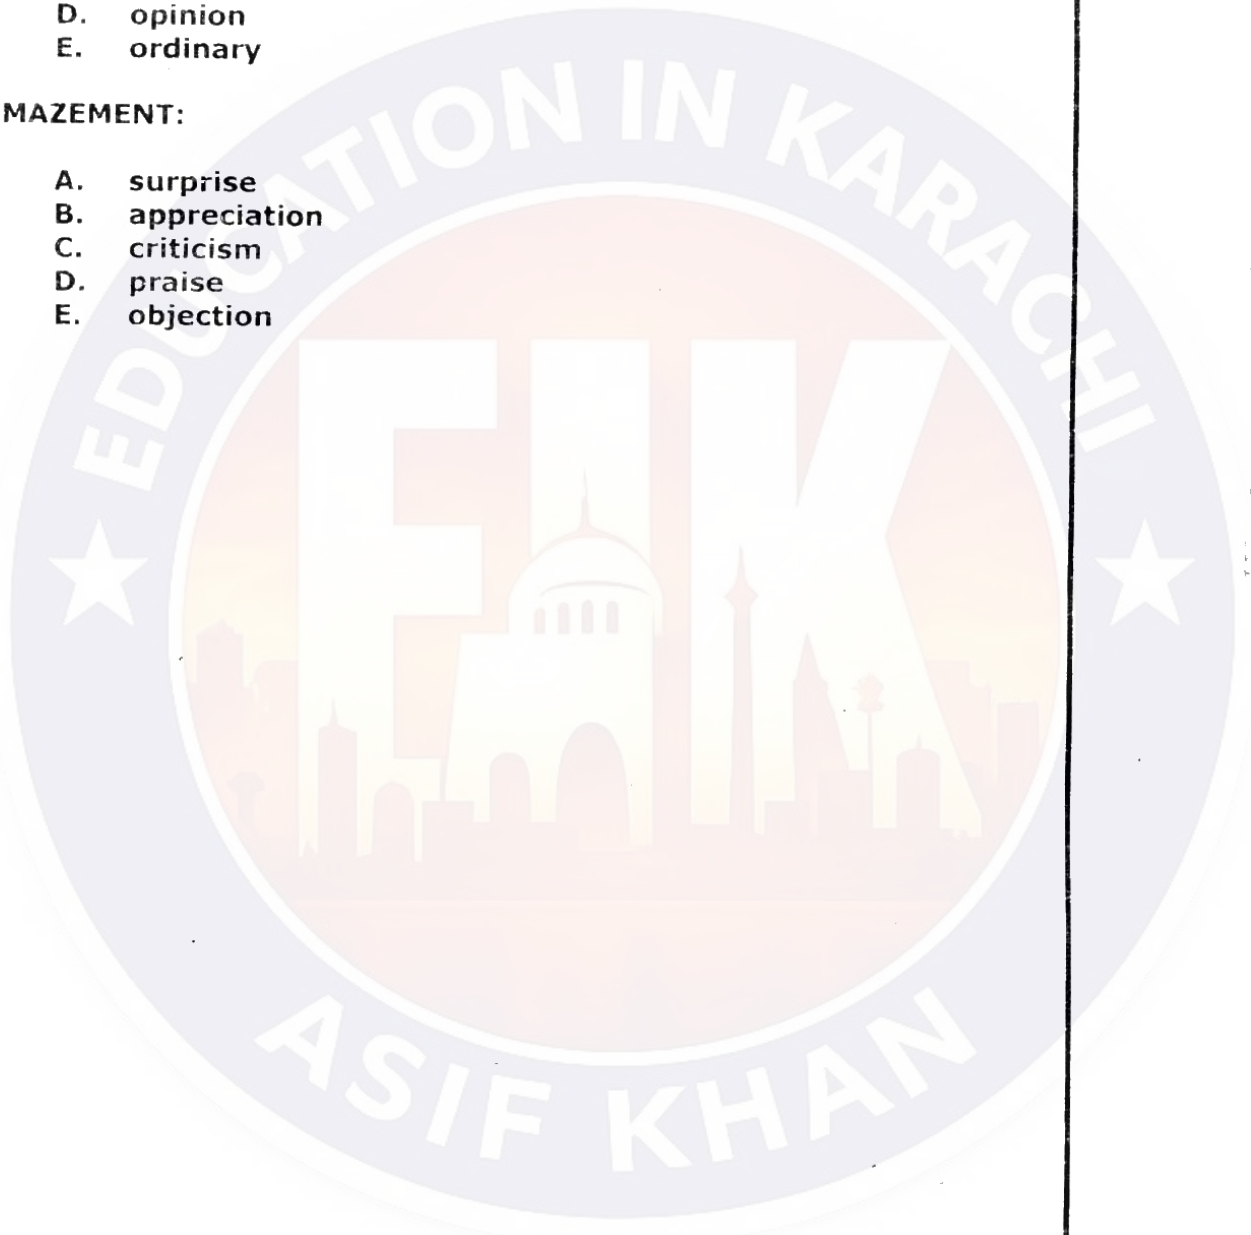 D. opinion
E. ordinary
MAZEMENT:
A. surprise
B. appreciation
C. criticism
D. praise
E. objection
EDUCATION IN KARACHI
EIK
ASIF KHAN